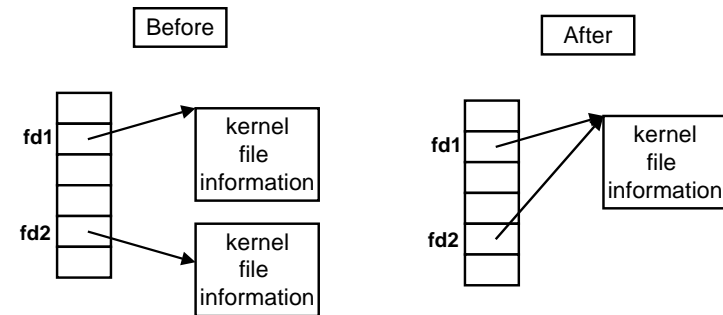 Before
fd1
fd2
kernel
file
information
kernel
file
information
After
fd1
fd2
kernel
file
information